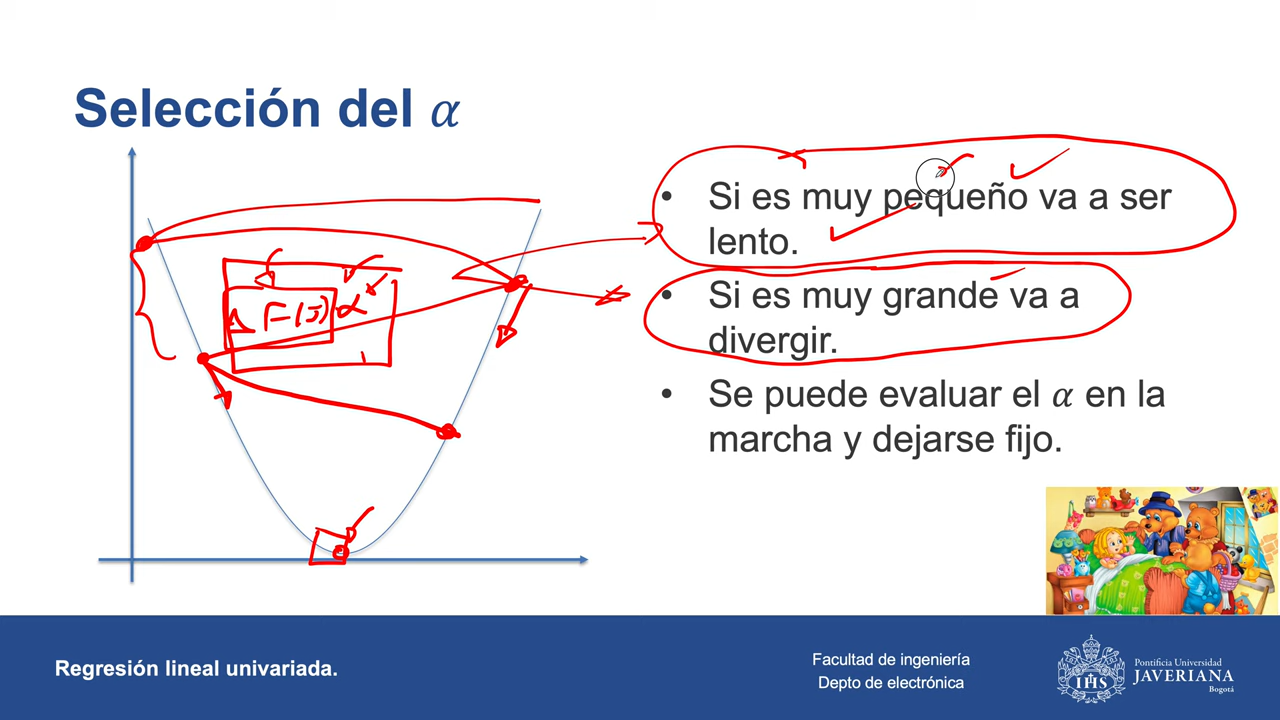 Selección del α
• Si es muy pequeño va a ser
lento.
• Si es muy grande va a
divergir.
• Se puede evaluar el α en la
marcha y dejarse fijo.
α
Regresión lineal univariada.
Facultad de ingeniería
Depto de electrónica
IHS
Pontificia Universidad
JAVERIANA
Bogotá